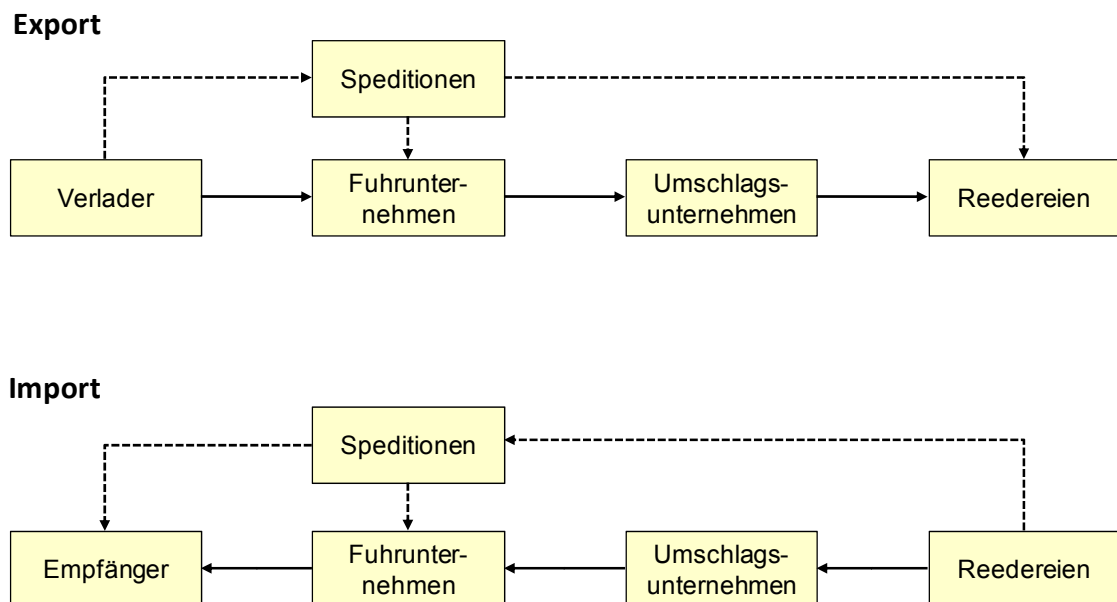 Export
Speditionen
Verlader
Fuhrunter-
nehmen
Umschlags-
unternehmen
Reedereien
Import
Speditionen
Empfänger
Fuhrunter-
nehmen
Umschlags-
unternehmen
Reedereien